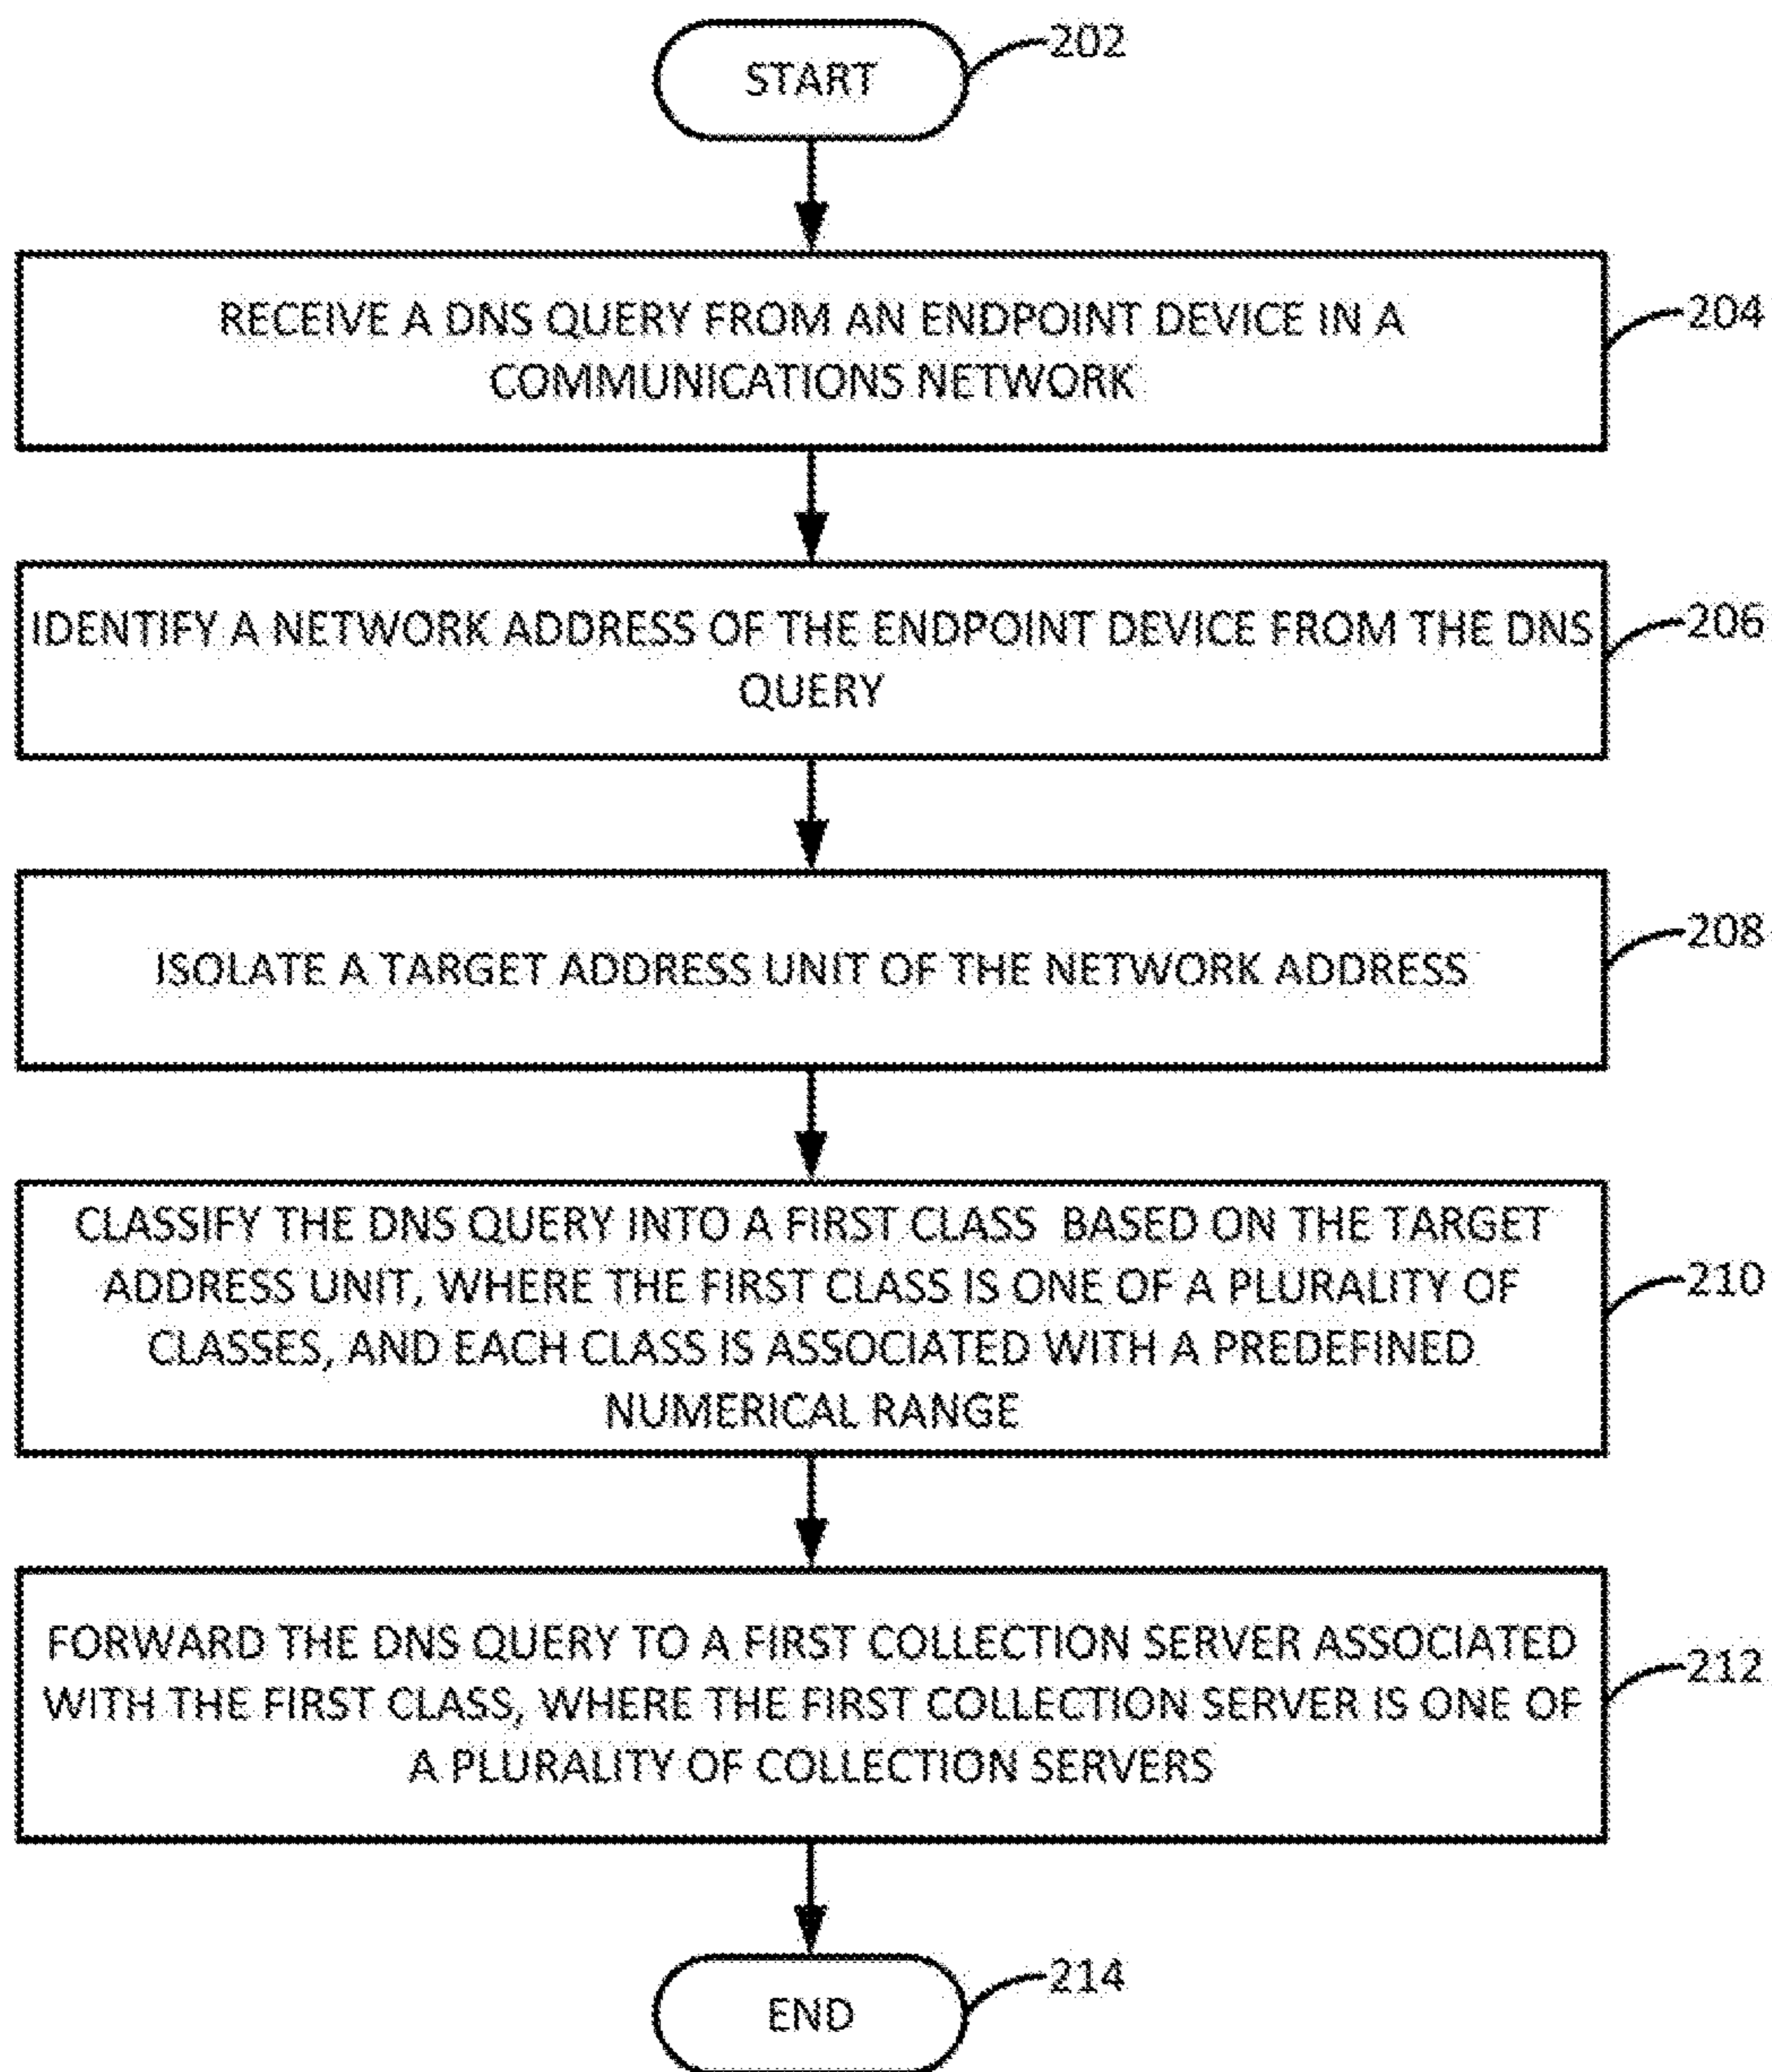 START
202
RECEIVE A DNS QUERY FROM AN ENDPOINT DEVICE IN A
COMMUNICATIONS NETWORK
204
IDENTIFY A NETWORK ADDRESS OF THE ENDPOINT DEVICE FROM THE DNS
QUERY
206
ISOLATE A TARGET ADDRESS UNIT OF THE NETWORK ADDRESS
208
CLASSIFY THE DNS QUERY INTO A FIRST CLASS BASED ON THE TARGET
ADDRESS UNIT, WHERE THE FIRST CLASS IS ONE OF A PLURALITY OF
CLASSES, AND EACH CLASS IS ASSOCIATED WITH A PREDEFINED
NUMERICAL RANGE
210
FORWARD THE DNS QUERY TO A FIRST COLLECTION SERVER ASSOCIATED
WITH THE FIRST CLASS, WHERE THE FIRST COLLECTION SERVER IS ONE OF
A PLURALITY OF COLLECTION SERVERS
212
END
214